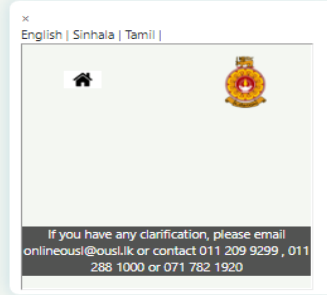 ×
English | Sinhala | Tamil |
If you have any clarification, please email
onlineousl@ousl.lk or contact 011 209 9299 , 011
288 1000 or 071 782 1920